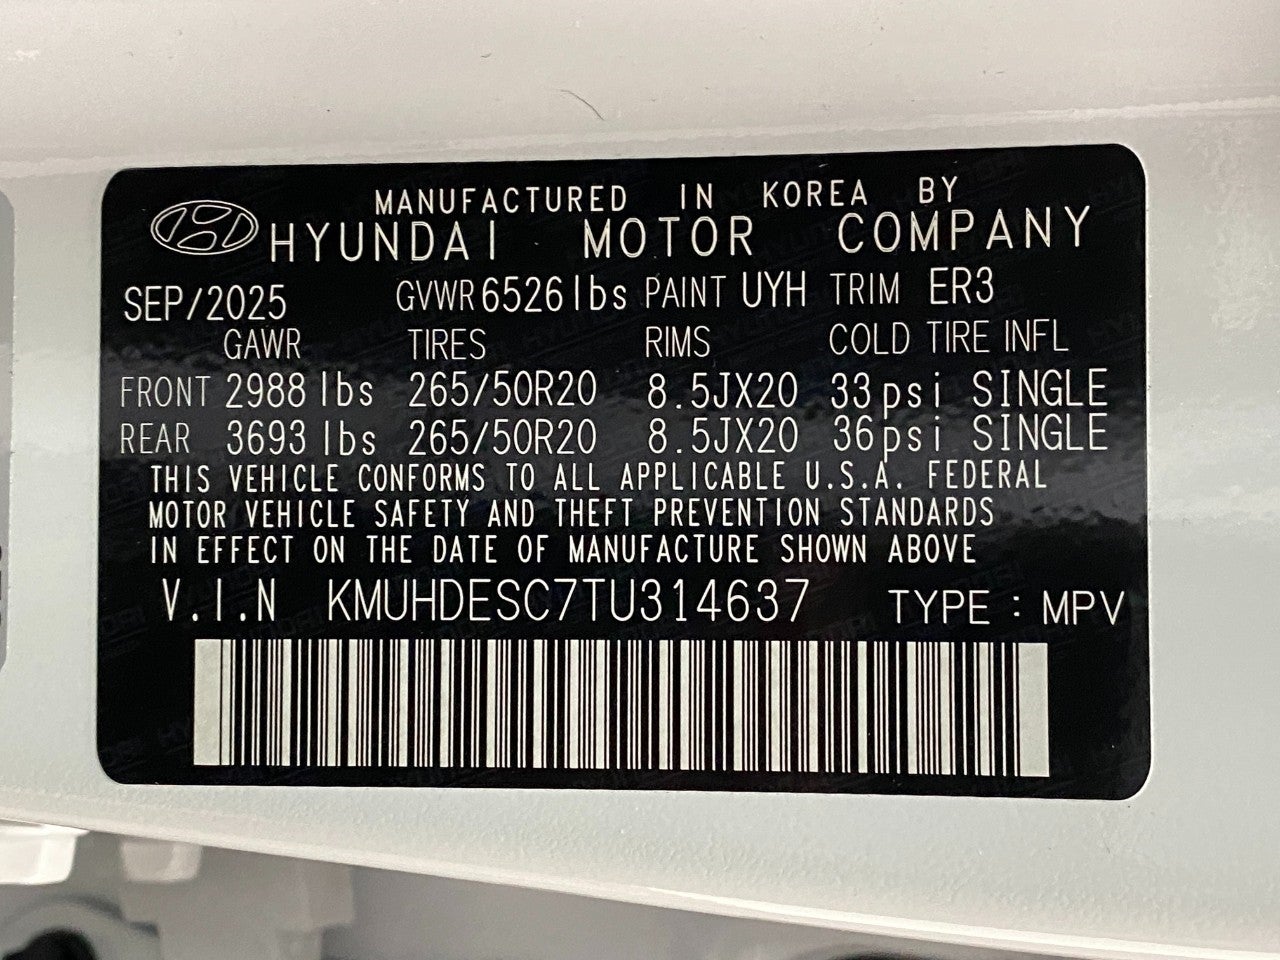 MANUFACTURED IN KOREA BY
HYUNDAI MOTOR COMPANY
SEP/2025 GVWR 6526lbs PAINT UYH TRIM ER3
GAWR TIRES RIMS COLD TIRE INFL
FRONT 2988 lbs 265/50R20 8.5JX20 33psi SINGLE
REAR 3693 lbs 265/50R20 8.5JX20 36psi SINGLE
THIS VEHICLE CONFORMS TO ALL APPLICABLE U.S.A. FEDERAL
MOTOR VEHICLE SAFETY AND THEFT PREVENTION STANDARDS
IN EFFECT ON THE DATE OF MANUFACTURE SHOWN ABOVE
V.I.N KMUHDESC7TU314637 TYPE : MPV